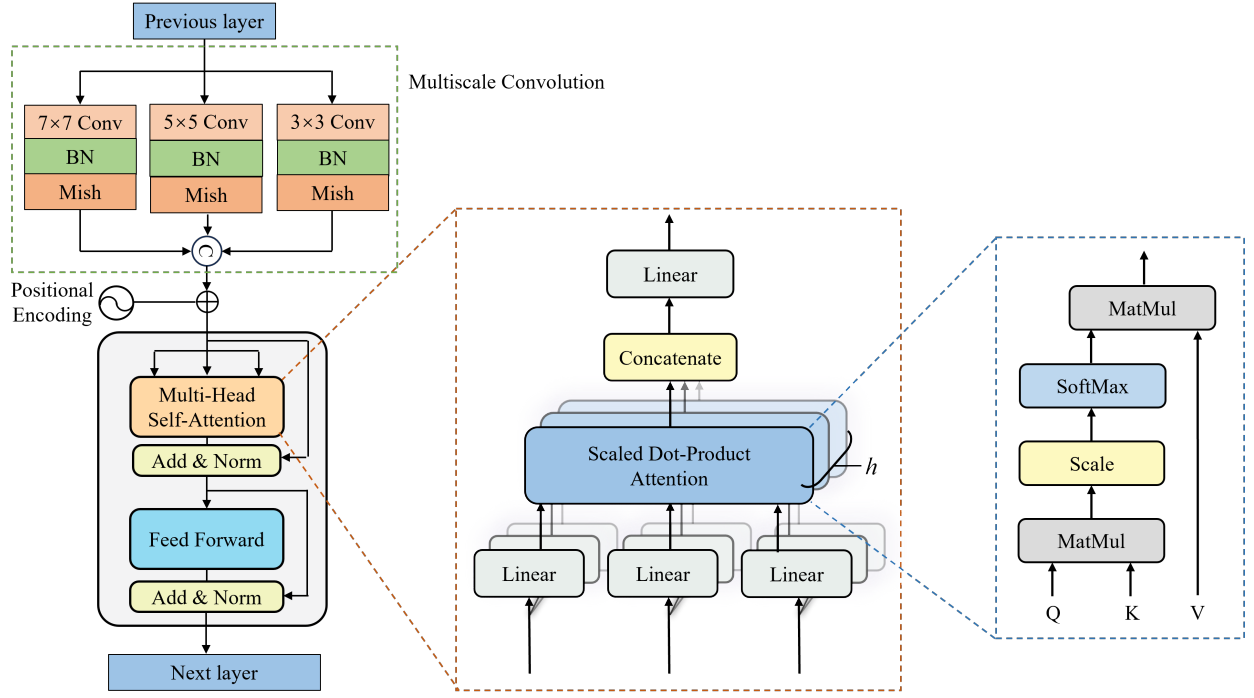 Previous layer
Multiscale Convolution
7×7 Conv
BN
Mish
5×5 Conv
BN
Mish
3×3 Conv
BN
Mish
C
Positional
Encoding
Multi-Head
Self-Attention
Add & Norm
Feed Forward
Add & Norm
Next layer
Linear
Concatenate
Scaled Dot-Product
Attention
h
Linear
Linear
Linear
MatMul
SoftMax
Scale
MatMul
Q
K
V